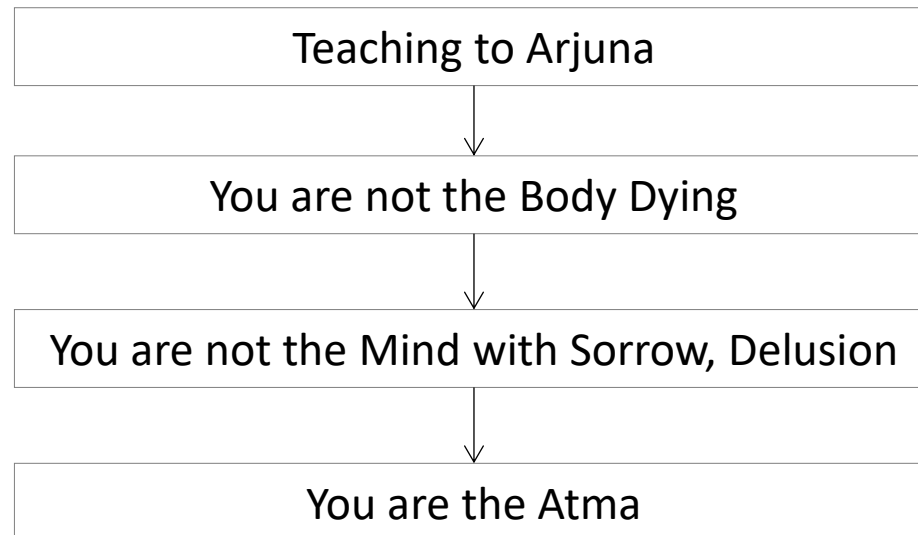 Teaching to Arjuna
You are not the Body Dying
You are not the Mind with Sorrow, Delusion
You are the Atma